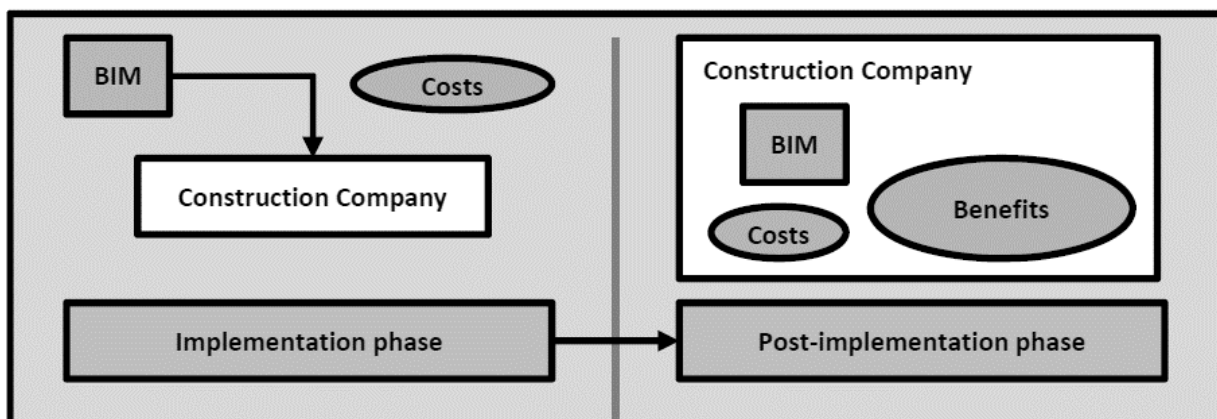 BIM
Costs
Construction Company
Implementation phase
Construction Company
BIM
Benefits
Costs
Post-implementation phase